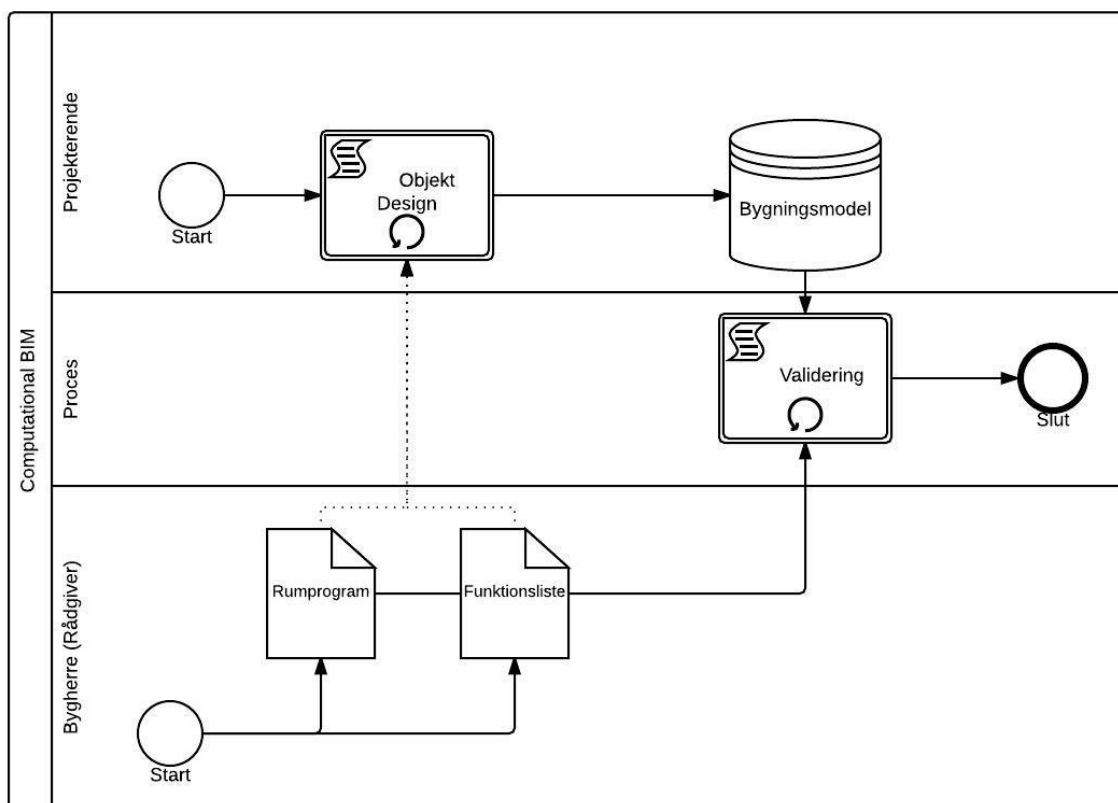 Computational BIM
Projekterende
Start
Objekt
Design
Bygningsmodel
Proces
Validering
Slut
Bygherre (Rådgiver)
Rumprogram
Funktionsliste
Start